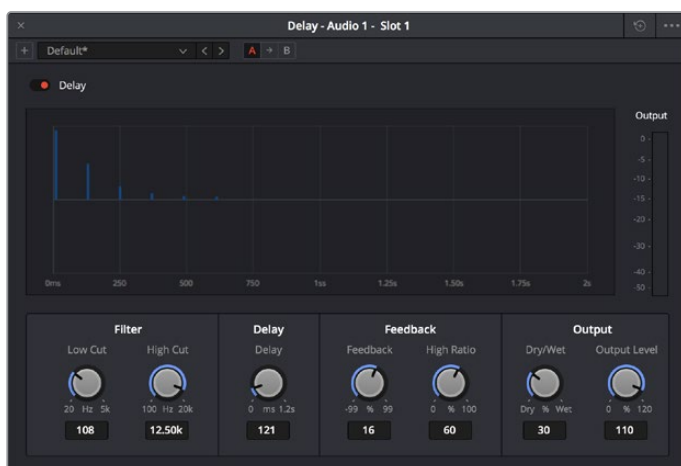 Delay - Audio 1 - Slot 1
Default*
A
B
Delay
Output
0
-5
-10
-15
-20
-30
-40
-50
0ms 250 500 750 1ss 1.25s 1.50s 1.75s 2s
Filter Delay Feedback Output
Low Cut High Cut Delay Feedback High Ratio Dry/Wet Output Level
20 Hz 5k 100 Hz 20k 0 ms 1.2s -99 % 99 0 % 100 Dry % Wet 0 % 120
108 12.50k 121 16 60 30 110